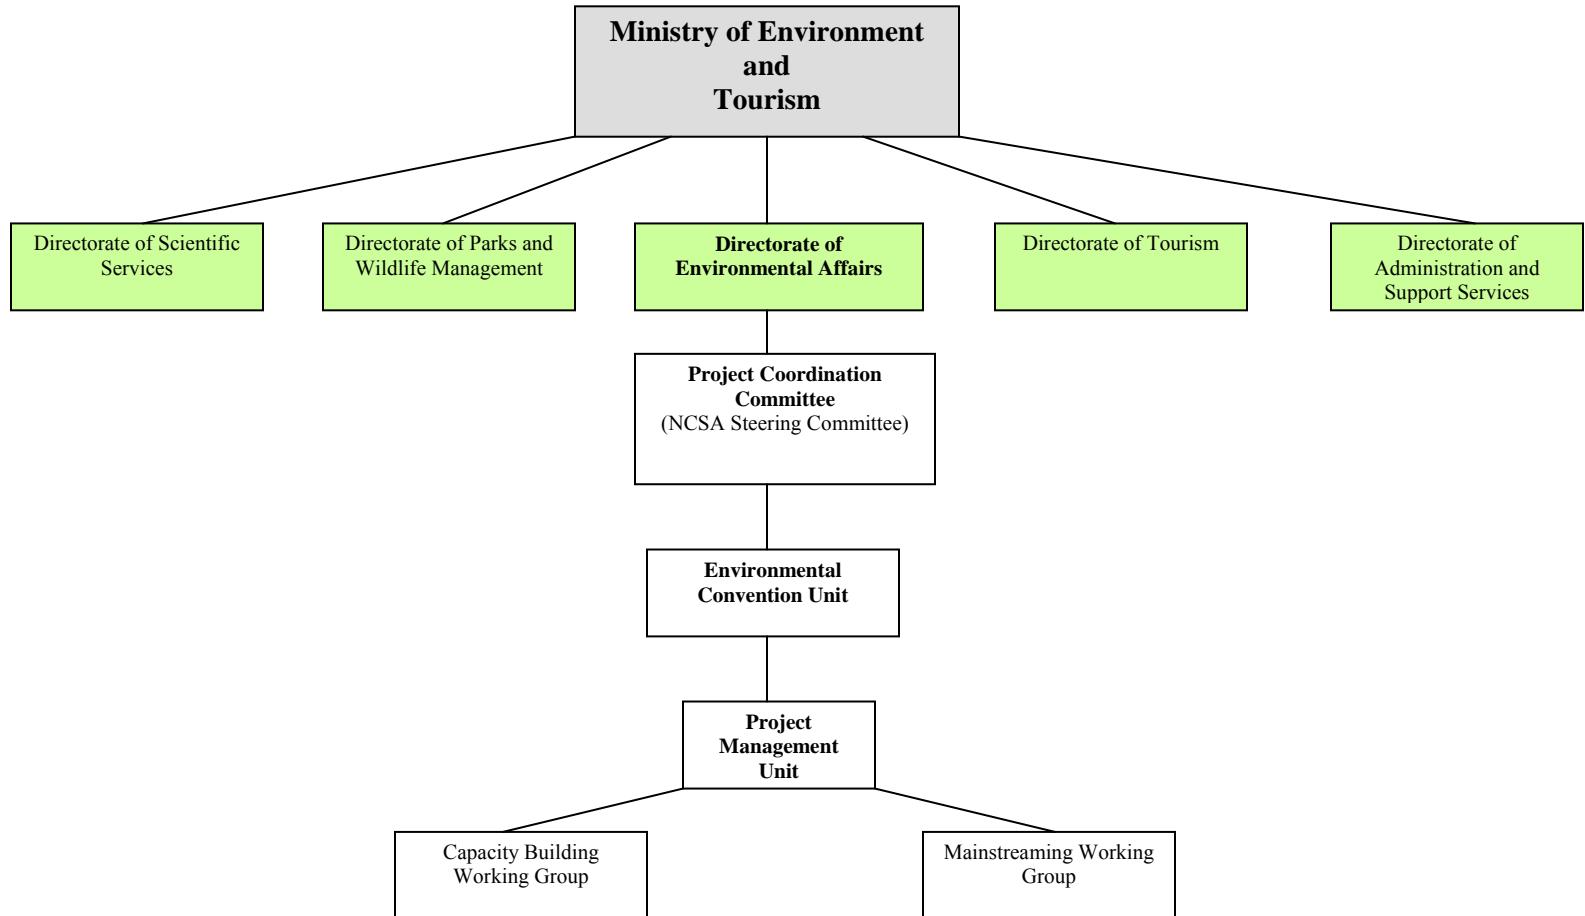 Ministry of Environment
and
Tourism
Directorate of Scientific
Services
Directorate of Parks and
Wildlife Management
Directorate of
Environmental Affairs
Directorate of Tourism
Directorate of
Administration and
Support Services
Project Coordination
Committee
(NCSA Steering Committee)
Environmental
Convention Unit
Project
Management
Unit
Capacity Building
Working Group
Mainstreaming Working
Group